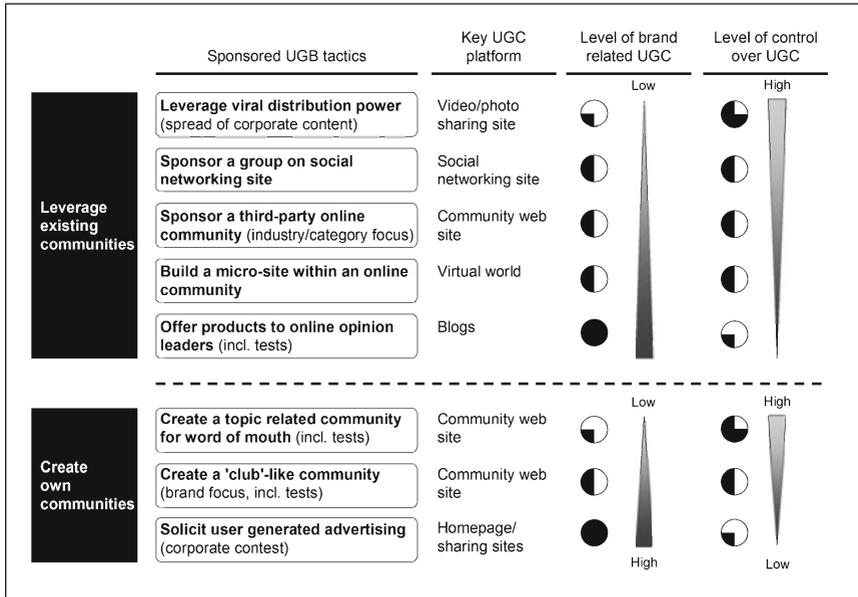 Sponsored UGB tactics
Key UGC
platform
Level of brand
related UGC
Level of control
over UGC
Low
High
Leverage
existing
communities
Leverage viral distribution power
(spread of corporate content)
Video/photo
sharing site
Sponsor a group on social
networking site
Social
networking site
Sponsor a third-party online
community (industry/category focus)
Community web
site
Build a micro-site within an online
community
Virtual world
Offer products to online opinion
leaders (incl. tests)
Blogs
Low
High
Create
own
communities
Create a topic related community
for word of mouth (incl. tests)
Community web
site
Create a 'club'-like community
(brand focus, incl. tests)
Community web
site
Solicit user generated advertising
(corporate contest)
Homepage/
sharing sites
High
Low